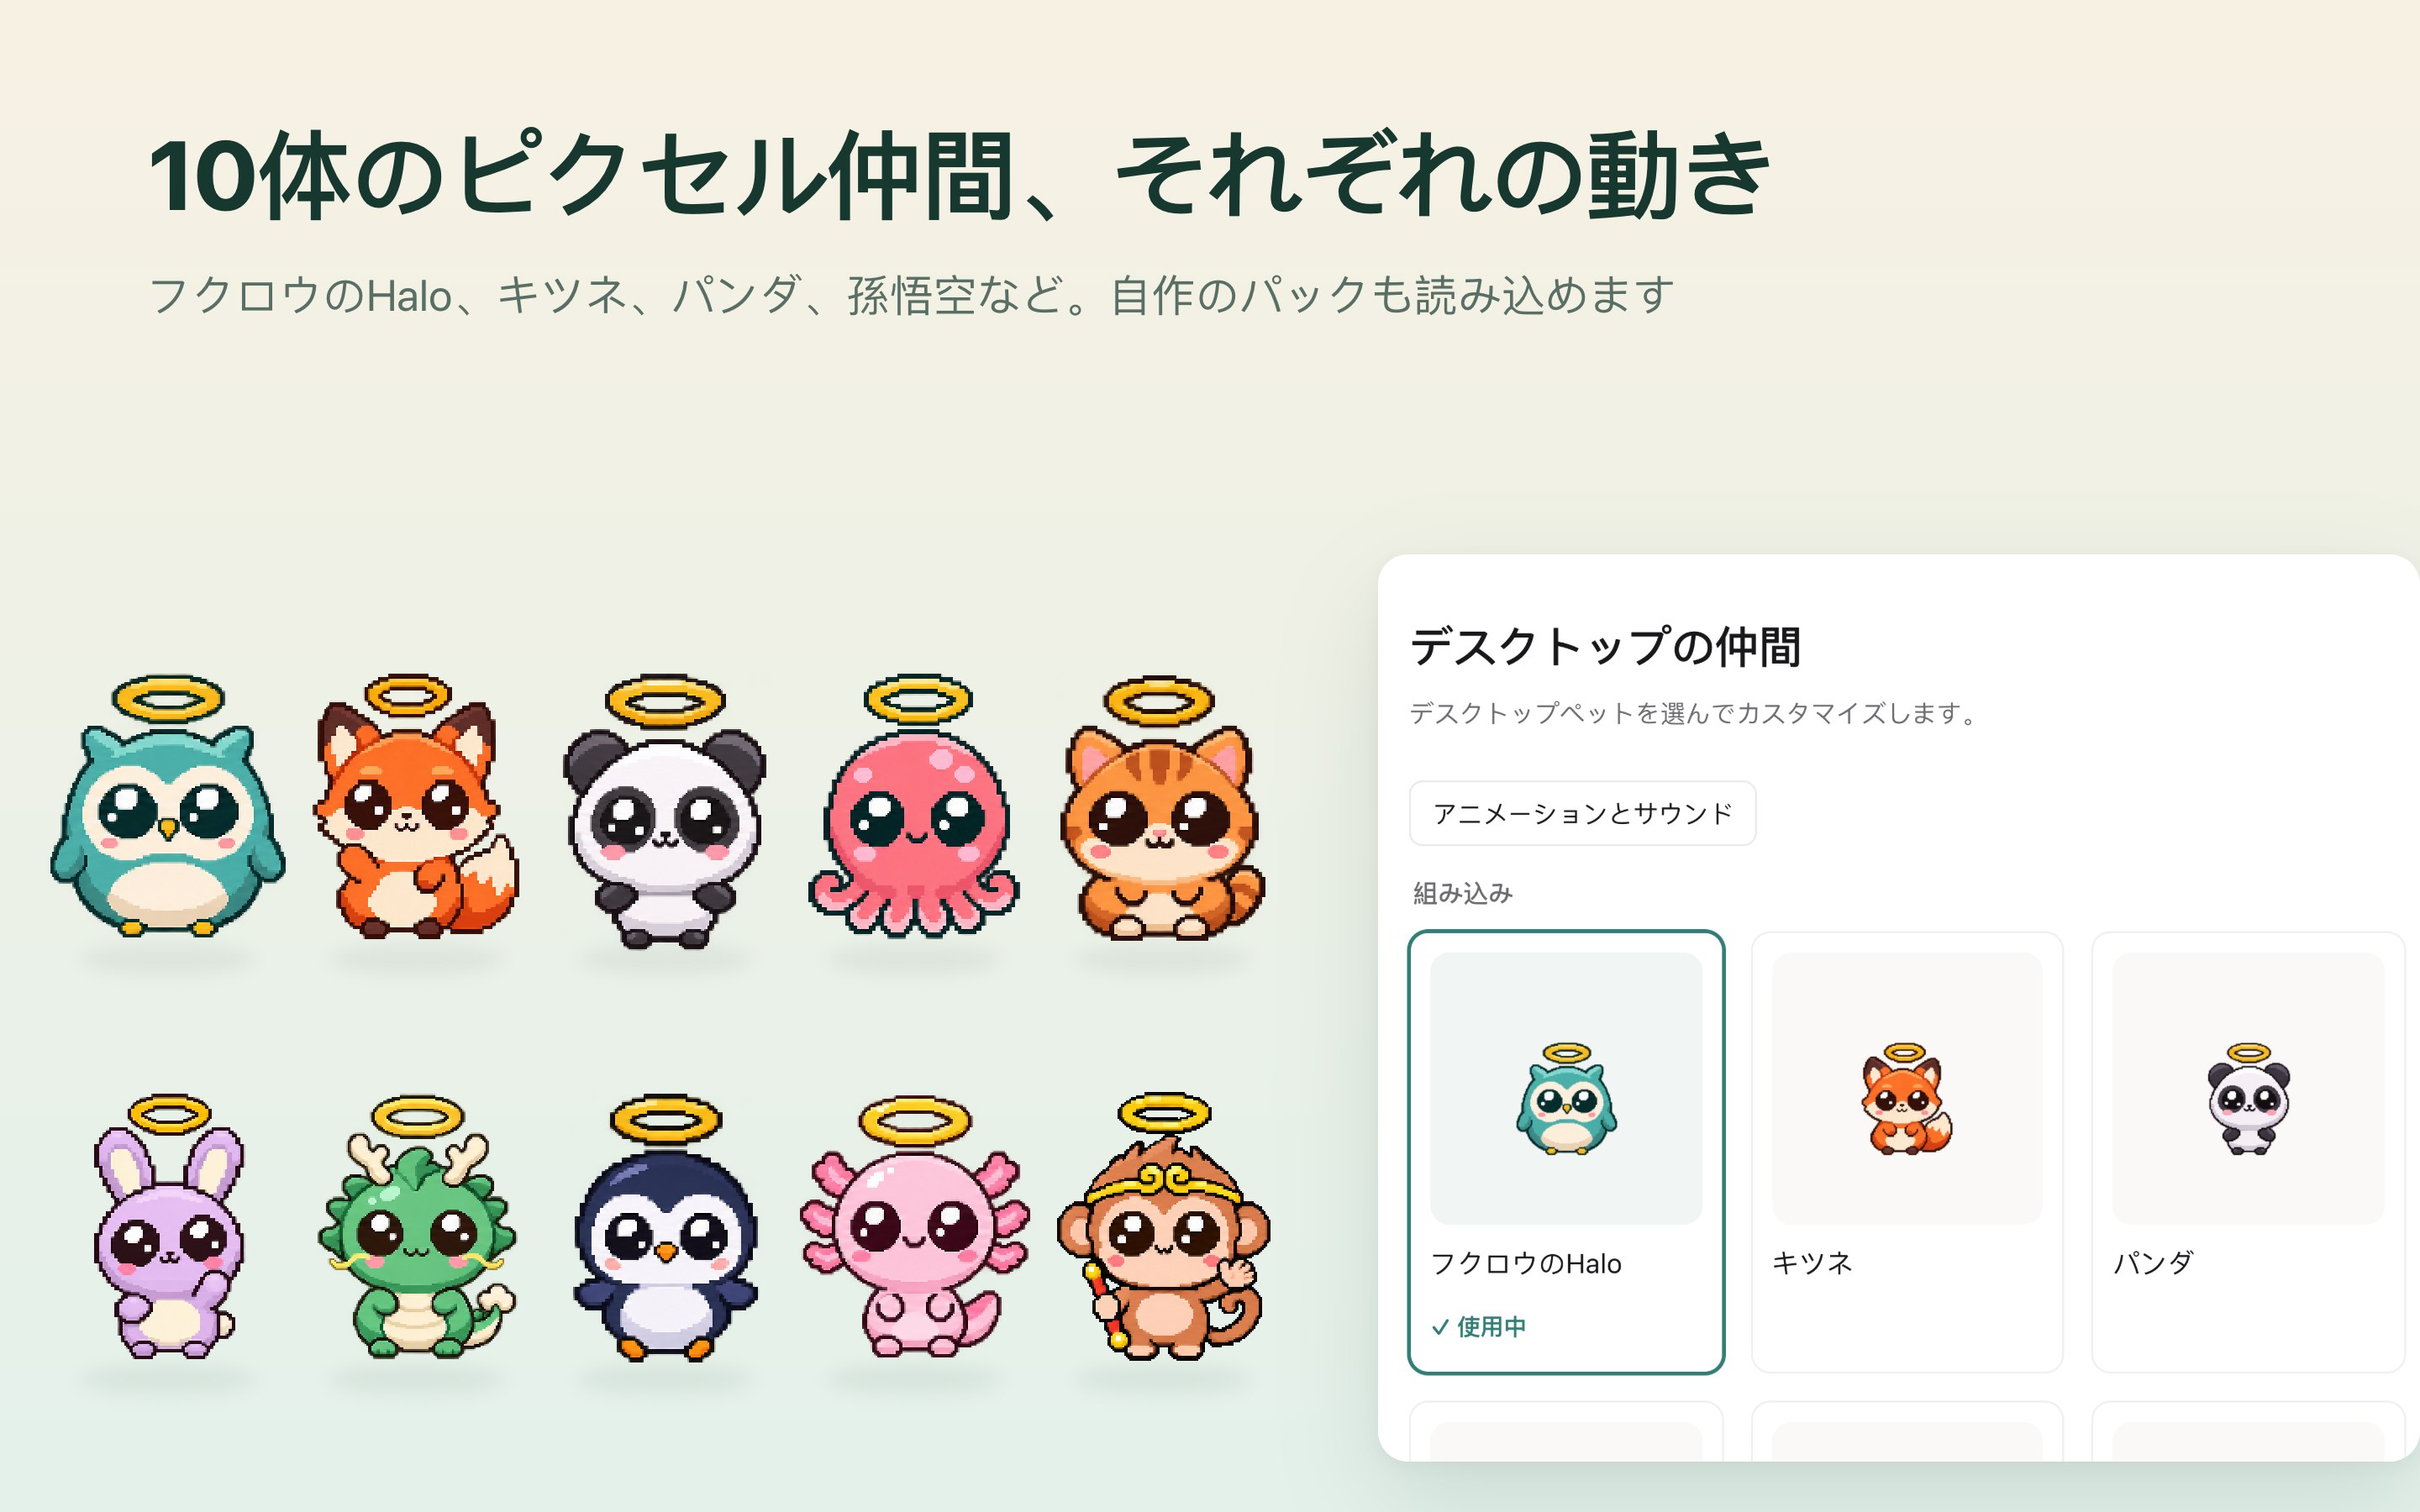 10体のピクセル仲間、それぞれの動き
フクロウのHalo、キツネ、パンダ、孫悟空など。自作のパックも読み込めます
デスクトップの仲間
デスクトップペットを選んでカスタマイズします。
アニメーションとサウンド
組み込み
フクロウのHalo
キツネ
パンダ
✓ 使用中